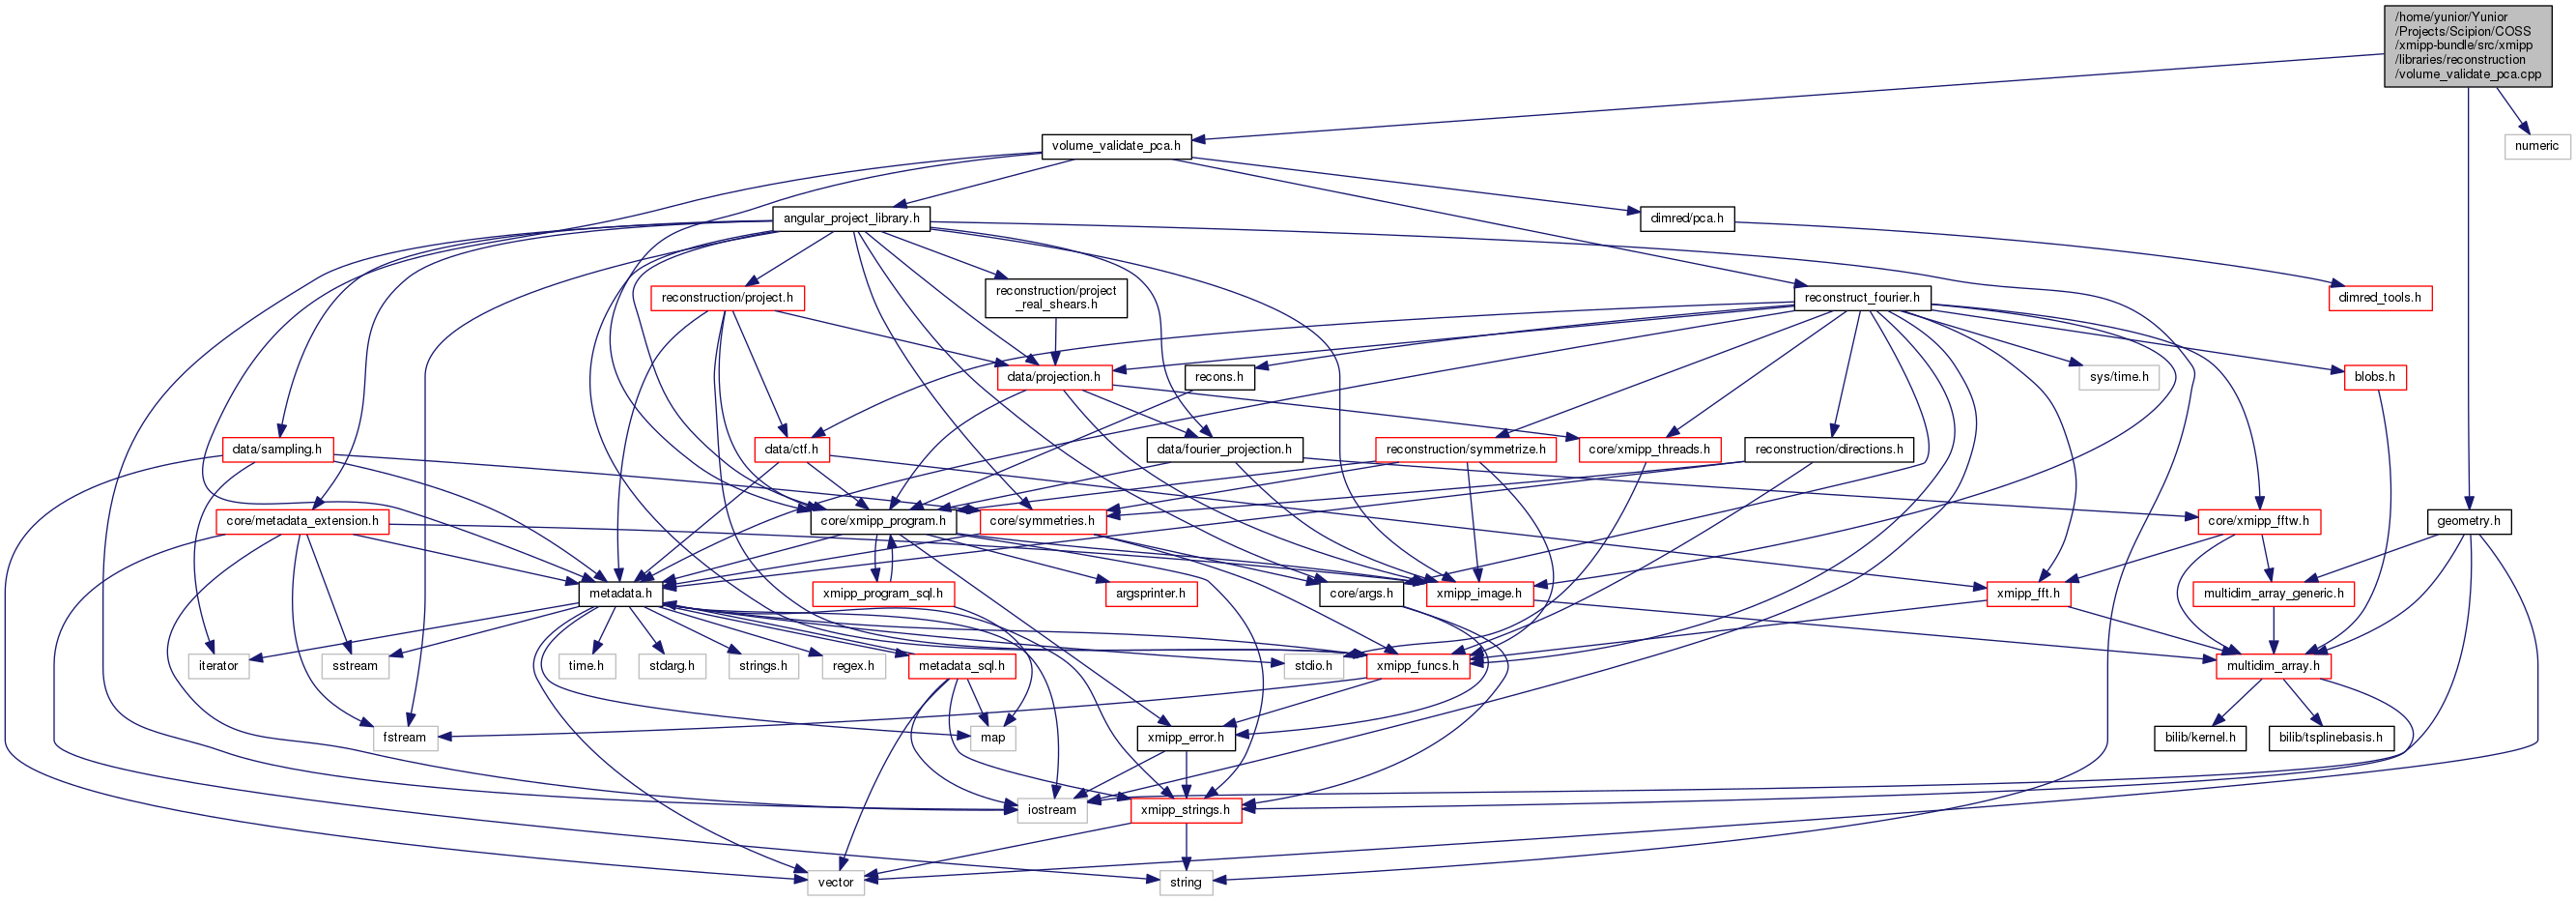 /home/yunior/Yunior
/Projects/Scipion/COSS
/xmipp-bundle/src/xmipp
/libraries/reconstruction
/volume_validate_pca.cpp
volume_validate_pca.h
numeric
angular_project_library.h
dimred/pca.h
reconstruction/project.h
reconstruction/project
_real_shears.h
reconstruct_fourier.h
dimred_tools.h
data/projection.h
recons.h
sys/time.h
blobs.h
data/sampling.h
data/ctf.h
data/fourier_projection.h
reconstruction/symmetrize.h
core/xmipp_threads.h
reconstruction/directions.h
core/metadata_extension.h
core/xmipp_program.h
core/symmetries.h
core/xmipp_fftw.h
geometry.h
metadata.h
xmipp_program_sql.h
argsprinter.h
core/args.h
xmipp_image.h
xmipp_fft.h
multidim_array_generic.h
iterator
sstream
time.h
stdarg.h
strings.h
regex.h
metadata_sql.h
stdio.h
xmipp_funcs.h
multidim_array.h
fstream
map
xmipp_error.h
bilib/kernel.h
bilib/tsplinebasis.h
iostream
xmipp_strings.h
vector
string